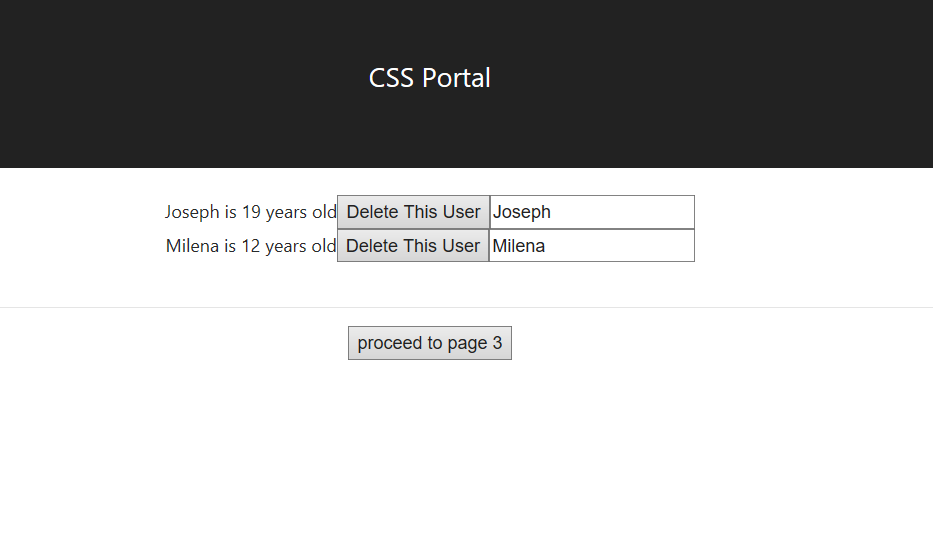 CSS Portal
Joseph is 19 years old Delete This User Joseph
Milena is 12 years old Delete This User Milena
proceed to page 3